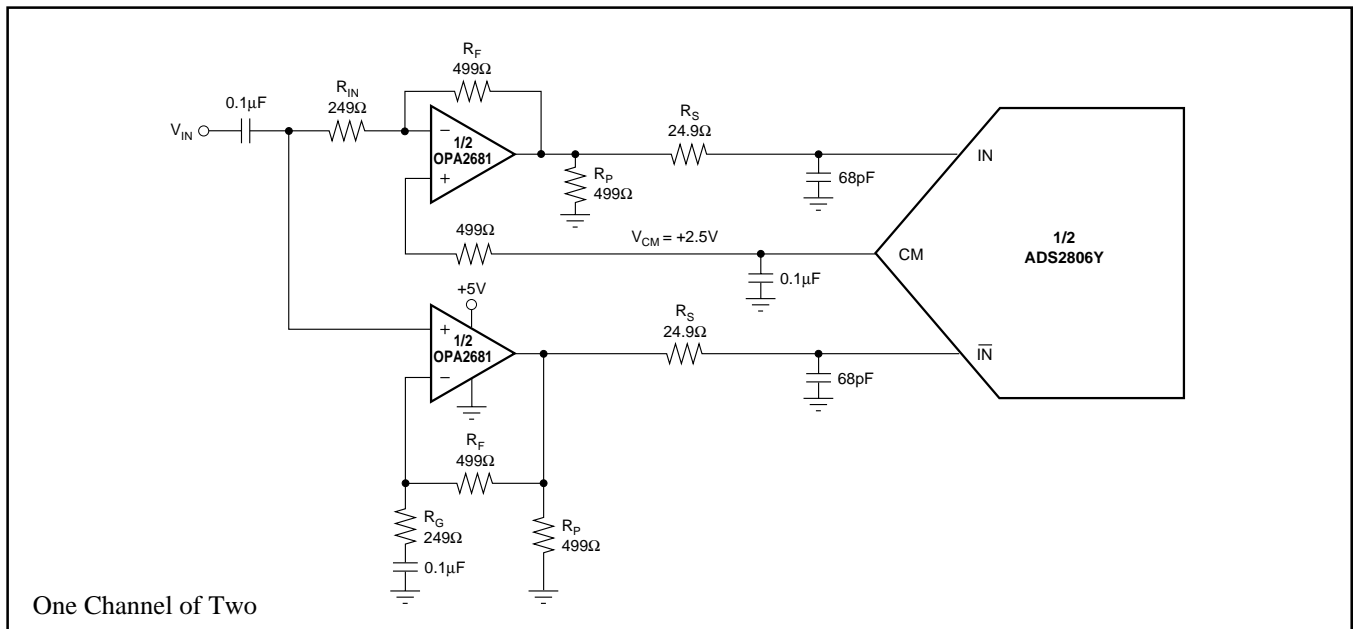 R_F
499Ω
R_IN
249Ω
0.1µF
V_IN
−
1/2
OPA2681
+
R_P
499Ω
R_S
24.9Ω
68pF
IN
499Ω
V_CM = +2.5V
0.1µF
CM
1/2
ADS2806Y
+5V
+
1/2
OPA2681
−
R_S
24.9Ω
68pF
I̅N̅
R_F
499Ω
R_G
249Ω
0.1µF
R_P
499Ω
One Channel of Two